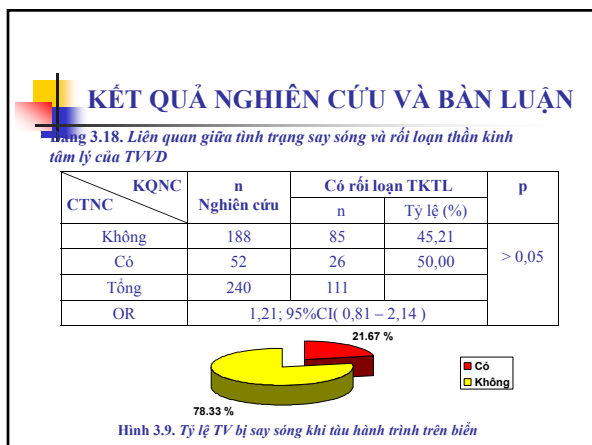 KẾT QUẢ NGHIÊN CỨU VÀ BÀN LUẬN
Bảng 3.18. Liên quan giữa tình trạng say sóng và rối loạn thần kinh
tâm lý của TVVD
KQNC
CTNC
n
Nghiên cứu
Có rối loạn TKTL
p
n
Tỷ lệ (%)
Không 188 85 45,21
> 0,05
Có 52 26 50,00
Tổng 240 111
OR 1,21; 95%CI( 0,81 – 2,14 )
21.67 %
Có
Không
78.33 %
Hình 3.9. Tỷ lệ TV bị say sóng khi tàu hành trình trên biển